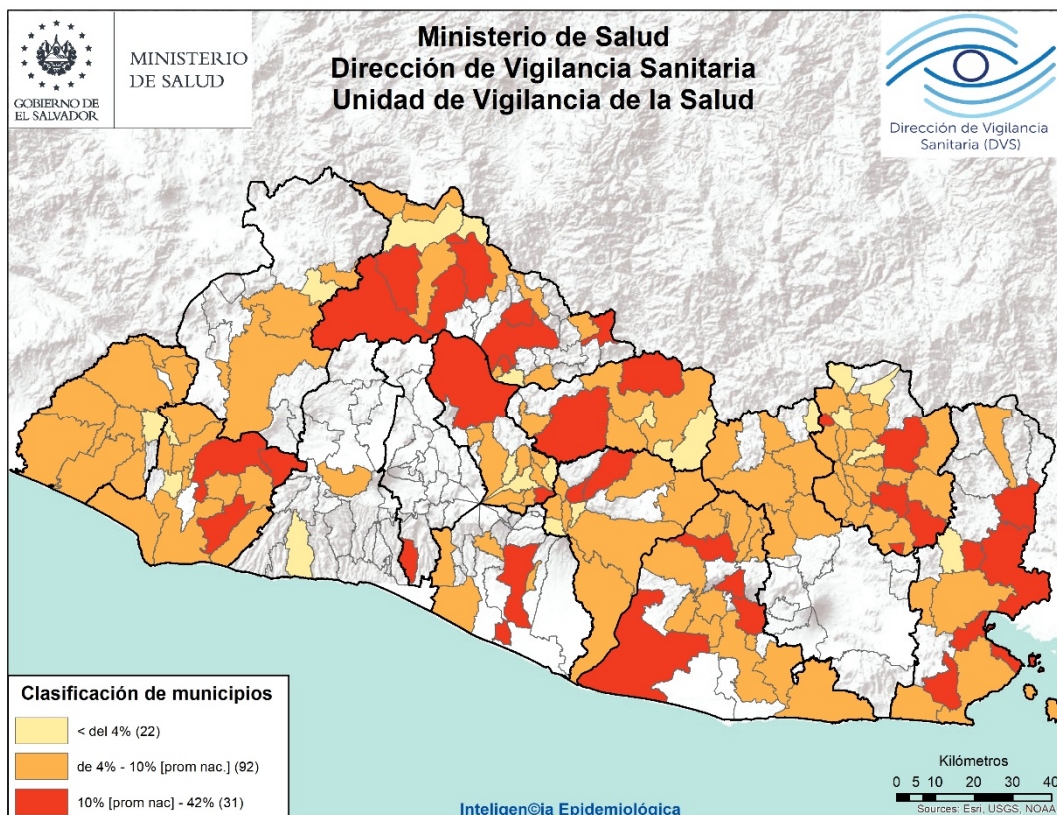 GOBIERNO DE
EL SALVADOR
MINISTERIO
DE SALUD
Ministerio de Salud
Dirección de Vigilancia Sanitaria
Unidad de Vigilancia de la Salud
Dirección de Vigilancia
Sanitaria (DVS)
Clasificación de municipios
< del 4% (22)
de 4% - 10% [prom nac.] (92)
10% [prom nac] - 42% (31)
Inteligen©ia Epidemiológica
Kilómetros
0 5 10 20 30 40
Sources: Esri, USGS, NOAA